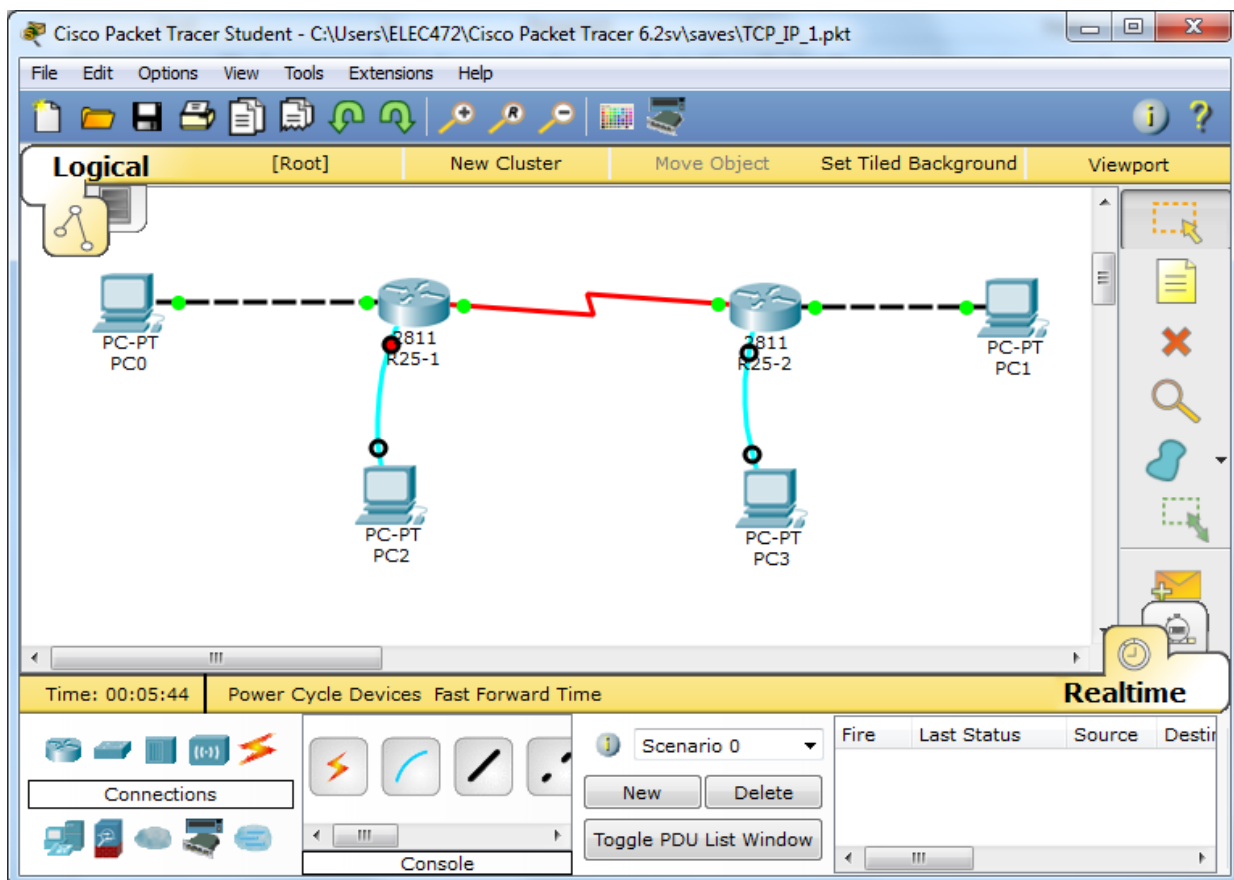 Cisco Packet Tracer Student - C:\Users\ELEC472\Cisco Packet Tracer 6.2sv\saves\TCP_IP_1.pkt
File Edit Options View Tools Extensions Help
Logical [Root] New Cluster Move Object Set Tiled Background Viewport
PC-PT
PC0
2811
R25-1
2811
R25-2
PC-PT
PC1
PC-PT
PC2
PC-PT
PC3
Time: 00:05:44 Power Cycle Devices Fast Forward Time Realtime
Connections
Console
Scenario 0
New Delete
Toggle PDU List Window
Fire Last Status Source Destin